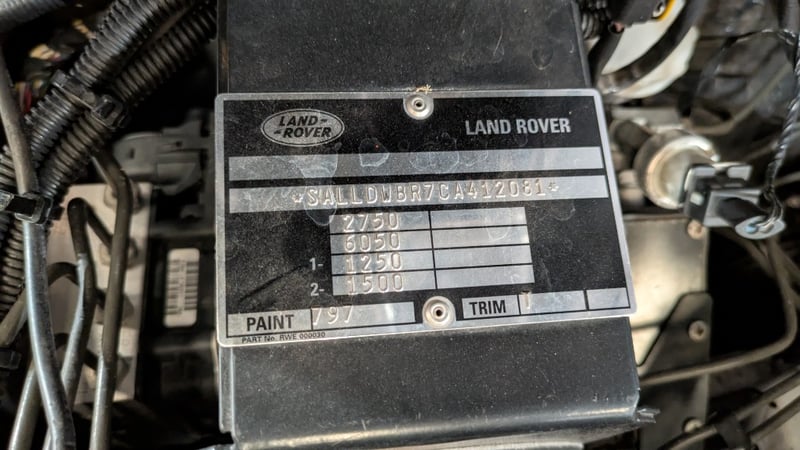 LAND-
-ROVER
LAND ROVER
*SALLDWBR7CA412081*
2750
6050
1- 1250
2- 1500
PAINT 797 TRIM
PART No. RWE 000030